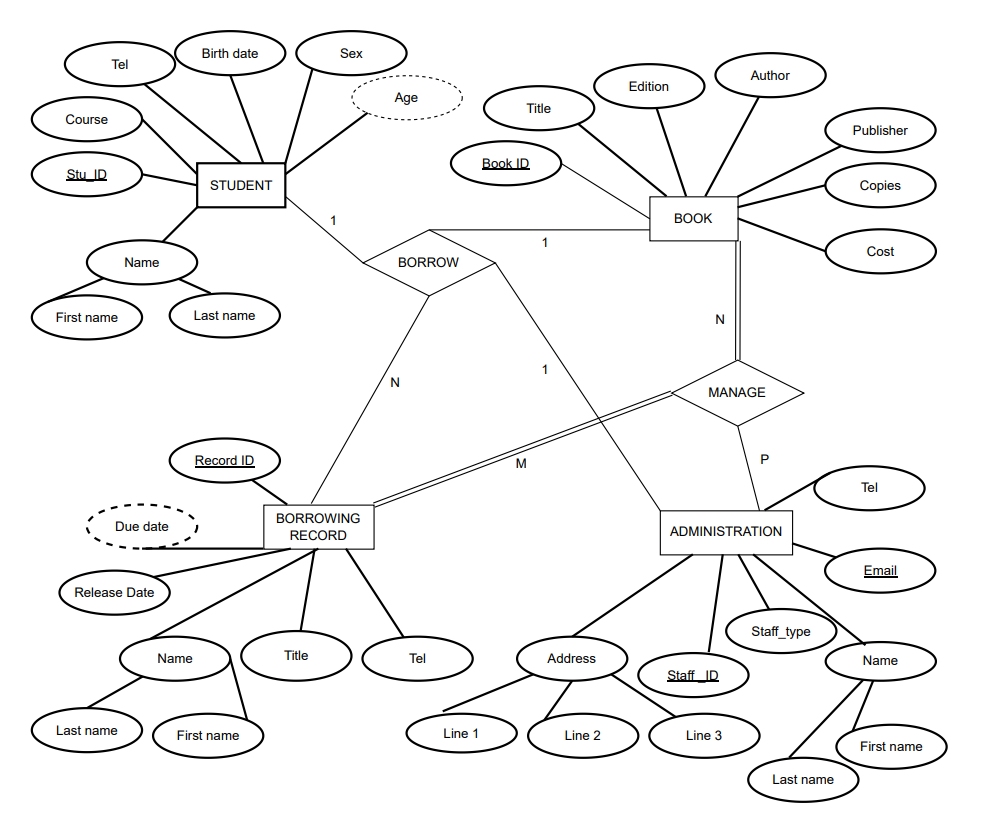 Birth date
Sex
Tel
Age
Course
Stu_ID
STUDENT
Name
First name
Last name
Author
Edition
Title
Publisher
Book ID
Copies
BOOK
Cost
1
1
BORROW
N
1
N
MANAGE
M
P
Record ID
Due date
BORROWING
RECORD
Release Date
Name
Title
Tel
Last name
First name
Tel
ADMINISTRATION
Email
Staff_type
Address
Staff _ID
Name
Line 1
Line 2
Line 3
First name
Last name